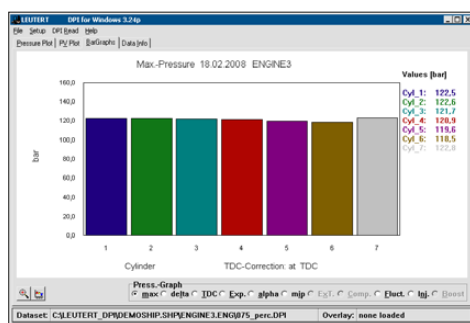 LEUTERT DPI for Windows 3.24p
File Setup DPI Read Help
Pressure Plot PV Plot BarGraphs Data Info
Max.-Pressure 18.02.2008 ENGINE3
Values [bar]
160,0
140,0
120,0
100,0
80,0
60,0
40,0
20,0
0,0
bar
Cyl_1: 122,5
Cyl_2: 122,6
Cyl_3: 121,7
Cyl_4: 120,9
Cyl_5: 119,6
Cyl_6: 118,5
Cyl_7: 122,8
1 2 3 4 5 6 7
Cylinder TDC-Correction: at TDC
Press.-Graph
max delta TDC Exp. alpha mip ExT. Comp. Fluct. Inj. Boost
Dataset: C:\LEUTERT_DPI\DEMOSHIP.SHP\ENGINE3.ENG\075_perc.DPI Overlay: none loaded